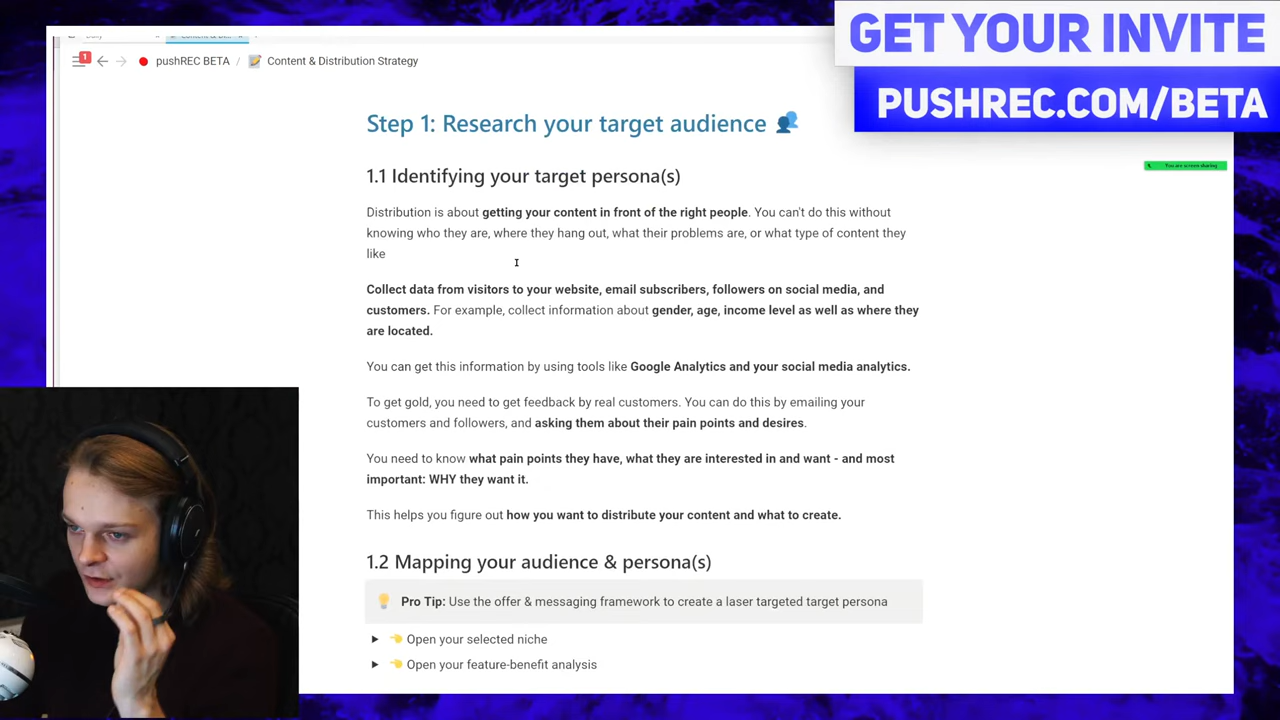 GET YOUR INVITE
PUSHREC.COM/BETA
1
pushREC BETA / Content & Distribution Strategy
Step 1: Research your target audience
You are screen sharing
1.1 Identifying your target persona(s)
Distribution is about getting your content in front of the right people. You can't do this without
knowing who they are, where they hang out, what their problems are, or what type of content they
like
Collect data from visitors to your website, email subscribers, followers on social media, and
customers. For example, collect information about gender, age, income level as well as where they
are located.
You can get this information by using tools like Google Analytics and your social media analytics.
To get gold, you need to get feedback by real customers. You can do this by emailing your
customers and followers, and asking them about their pain points and desires.
You need to know what pain points they have, what they are interested in and want - and most
important: WHY they want it.
This helps you figure out how you want to distribute your content and what to create.
1.2 Mapping your audience & persona(s)
Pro Tip: Use the offer & messaging framework to create a laser targeted target persona
Open your selected niche
Open your feature-benefit analysis